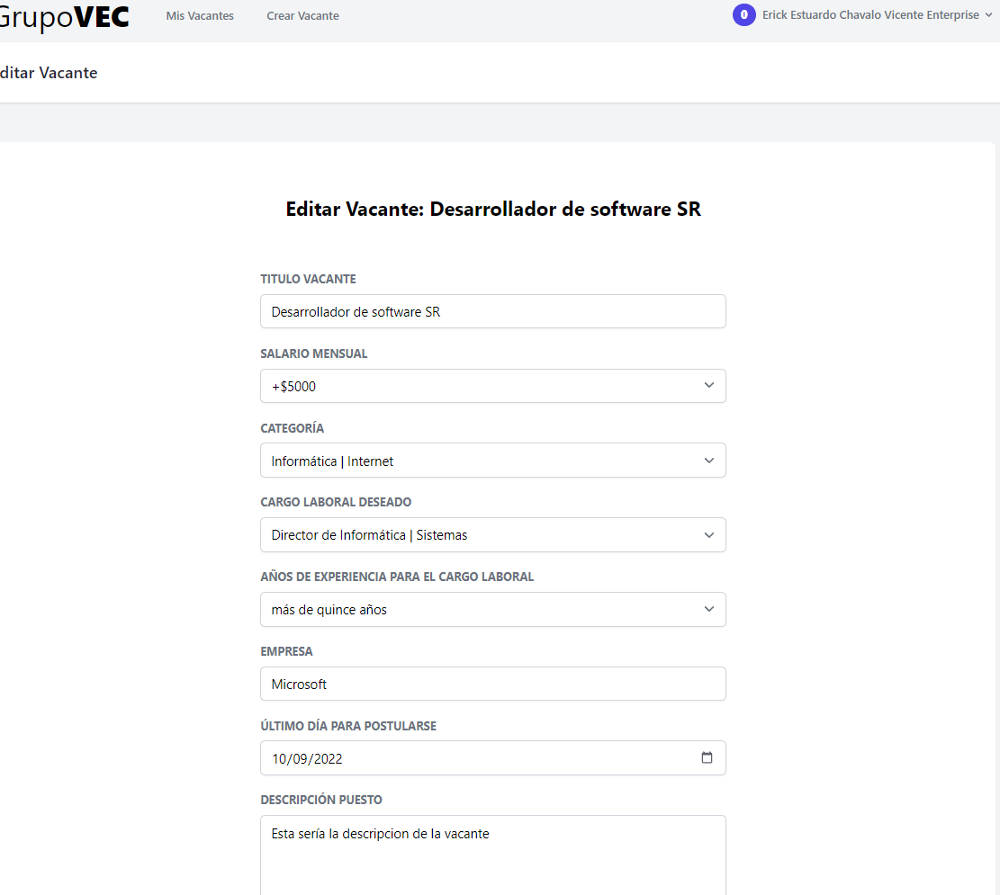 GrupoVEC
Mis Vacantes
Crear Vacante
0
Erick Estuardo Chavalo Vicente Enterprise
ditar Vacante
Editar Vacante: Desarrollador de software SR
TITULO VACANTE
Desarrollador de software SR
SALARIO MENSUAL
+$5000
CATEGORÍA
Informática | Internet
CARGO LABORAL DESEADO
Director de Informática | Sistemas
AÑOS DE EXPERIENCIA PARA EL CARGO LABORAL
más de quince años
EMPRESA
Microsoft
ÚLTIMO DÍA PARA POSTULARSE
10/09/2022
DESCRIPCIÓN PUESTO
Esta sería la descripcion de la vacante